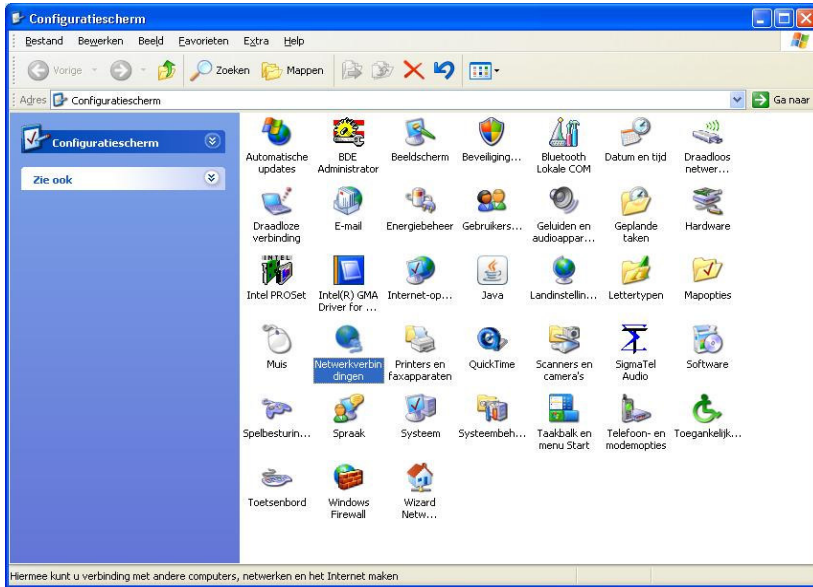 Configuratiescherm
Bestand Bewerken Beeld Eavorieten Extra Help
Vorige Zoeken Mappen
Adres Configuratiescherm Ga naar
Configuratiescherm
Zie ook
Automatische updates
BDE Administrator
Beeldscherm
Beveiliging...
Bluetooth Lokale COM
Datum en tijd
Draadloos netwer...
Draadloze verbinding
E-mail
Energiebeheer
Gebruikers...
Geluiden en audioappar...
Geplande taken
Hardware
INTEL
Intel PROSet
Intel(R) GMA Driver for ...
Internet-op...
Java
Landinstellin...
Lettertypen
Mapopties
Muis
Netwerkverbin dingen
Printers en faxapparaten
QuickTime
Scanners en camera's
SigmaTel Audio
Software
Spelbesturin...
Spraak
Systeem
Systeembeh...
Taakbalk en menu Start
Telefoon- en modemopties
Toegankelijk...
Toetsenbord
Windows Firewall
Wizard Netw...
Hiermee kunt u verbinding met andere computers, netwerken en het Internet maken